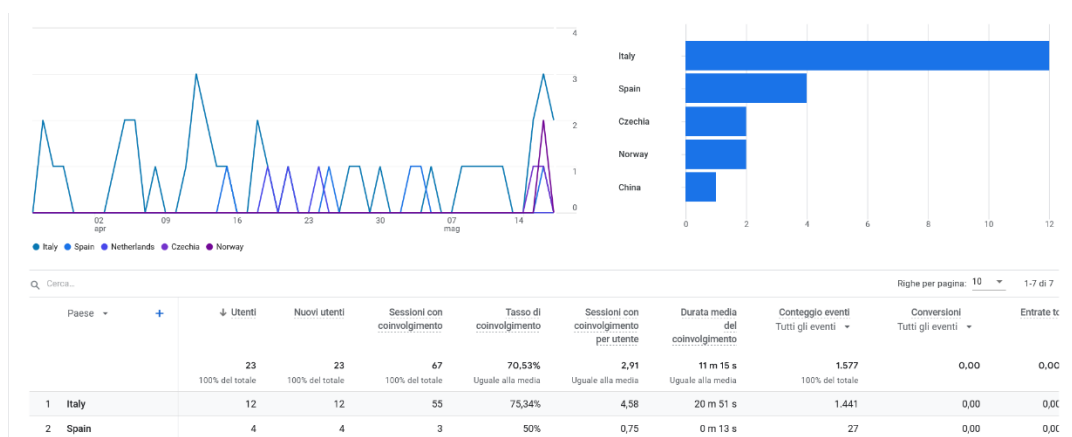 4
3
2
1
0
02 apr
09
16
23
30
07 mag
14
Italy Spain Netherlands Czechia Norway
Italy
Spain
Czechia
Norway
China
0 2 4 6 8 10 12
Cerca...
Righe per pagina: 10 1-7 di 7
Paese + ↓ Utenti Nuovi utenti Sessioni con coinvolgimento Tasso di coinvolgimento Sessioni con coinvolgimento per utente Durata media del coinvolgimento Conteggio eventi Tutti gli eventi Conversioni Tutti gli eventi Entrate to
23 23 67 70,53% 2,91 11 m 15 s 1.577 0,00 0,00
100% del totale 100% del totale 100% del totale Uguale alla media Uguale alla media Uguale alla media 100% del totale
1 Italy 12 12 55 75,34% 4,58 20 m 51 s 1.441 0,00 0,00
2 Spain 4 4 3 50% 0,75 0 m 13 s 27 0,00 0,00